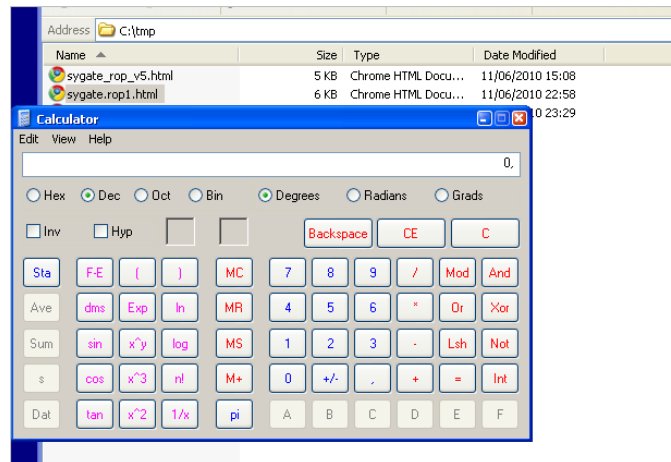 Address C:\tmp
Name Size Type Date Modified
sygate_rop_v5.html 5 KB Chrome HTML Docu... 11/06/2010 15:08
sygate.rop1.html 6 KB Chrome HTML Docu... 11/06/2010 22:58
0 23:29
Calculator
Edit View Help
0,
Hex Dec Oct Bin Degrees Radians Grads
Inv Hyp Backspace CE C
Sta F-E ( ) MC 7 8 9 / Mod And
Ave dms Exp ln MR 4 5 6 * Or Xor
Sum sin x^y log MS 1 2 3 - Lsh Not
s cos x^3 n! M+ 0 +/- , + = Int
Dat tan x^2 1/x pi A B C D E F